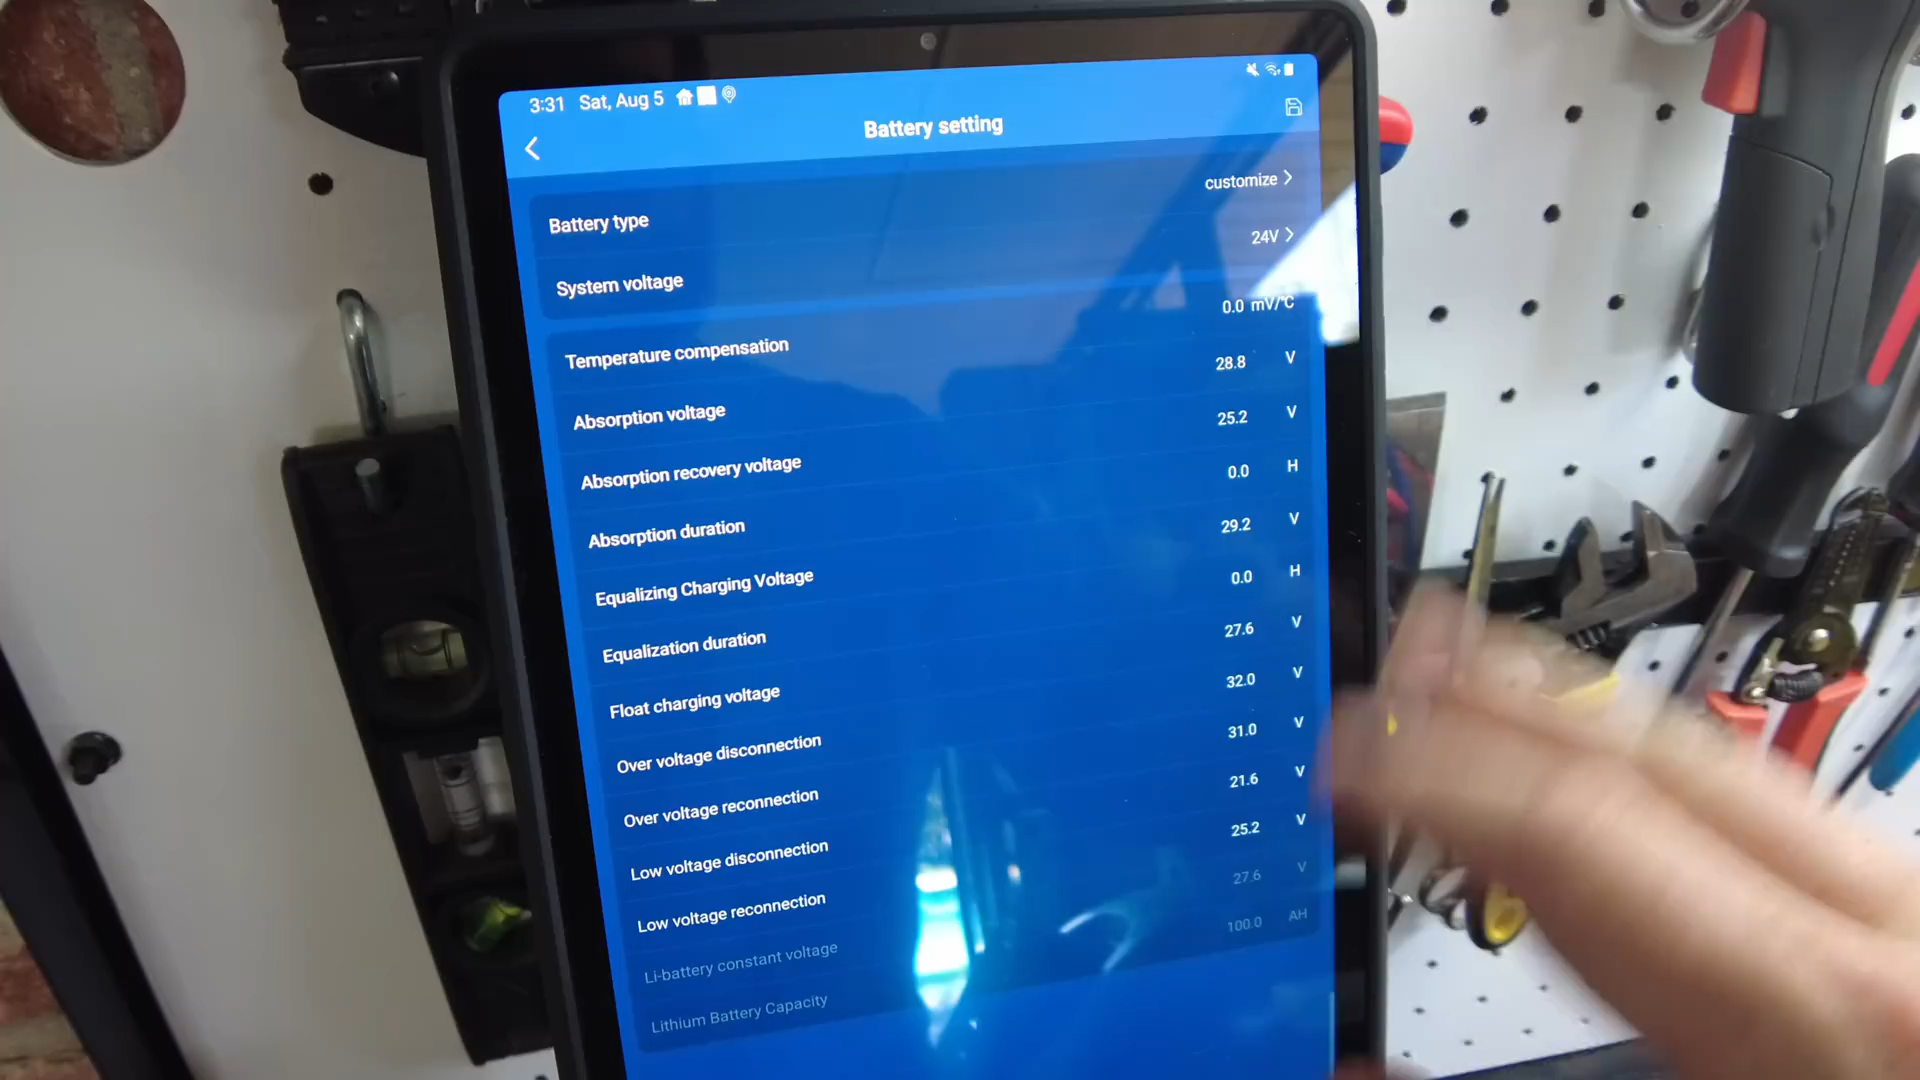 3:31 Sat, Aug 5
Battery setting
Battery type customize
System voltage 24V
Temperature compensation 0.0 mV/°C
Absorption voltage 28.8 V
Absorption recovery voltage 25.2 V
Absorption duration 0.0 H
Equalizing Charging Voltage 29.2 V
Equalization duration 0.0 H
Float charging voltage 27.6 V
Over voltage disconnection 32.0 V
Over voltage reconnection 31.0 V
Low voltage disconnection 21.6 V
Low voltage reconnection 25.2 V
Li-battery constant voltage 27.6 V
Lithium Battery Capacity 100.0 AH